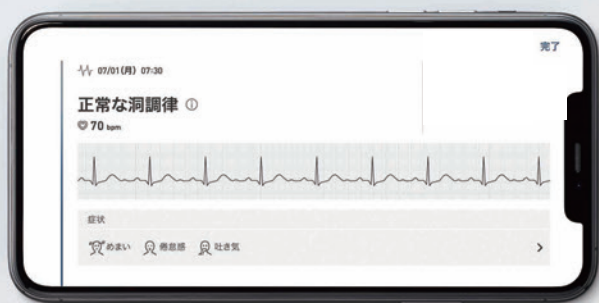 完了
07/01(月) 07:30
正常な洞調律 ⓘ
70 bpm
症状
めまい 倦怠感 吐き気